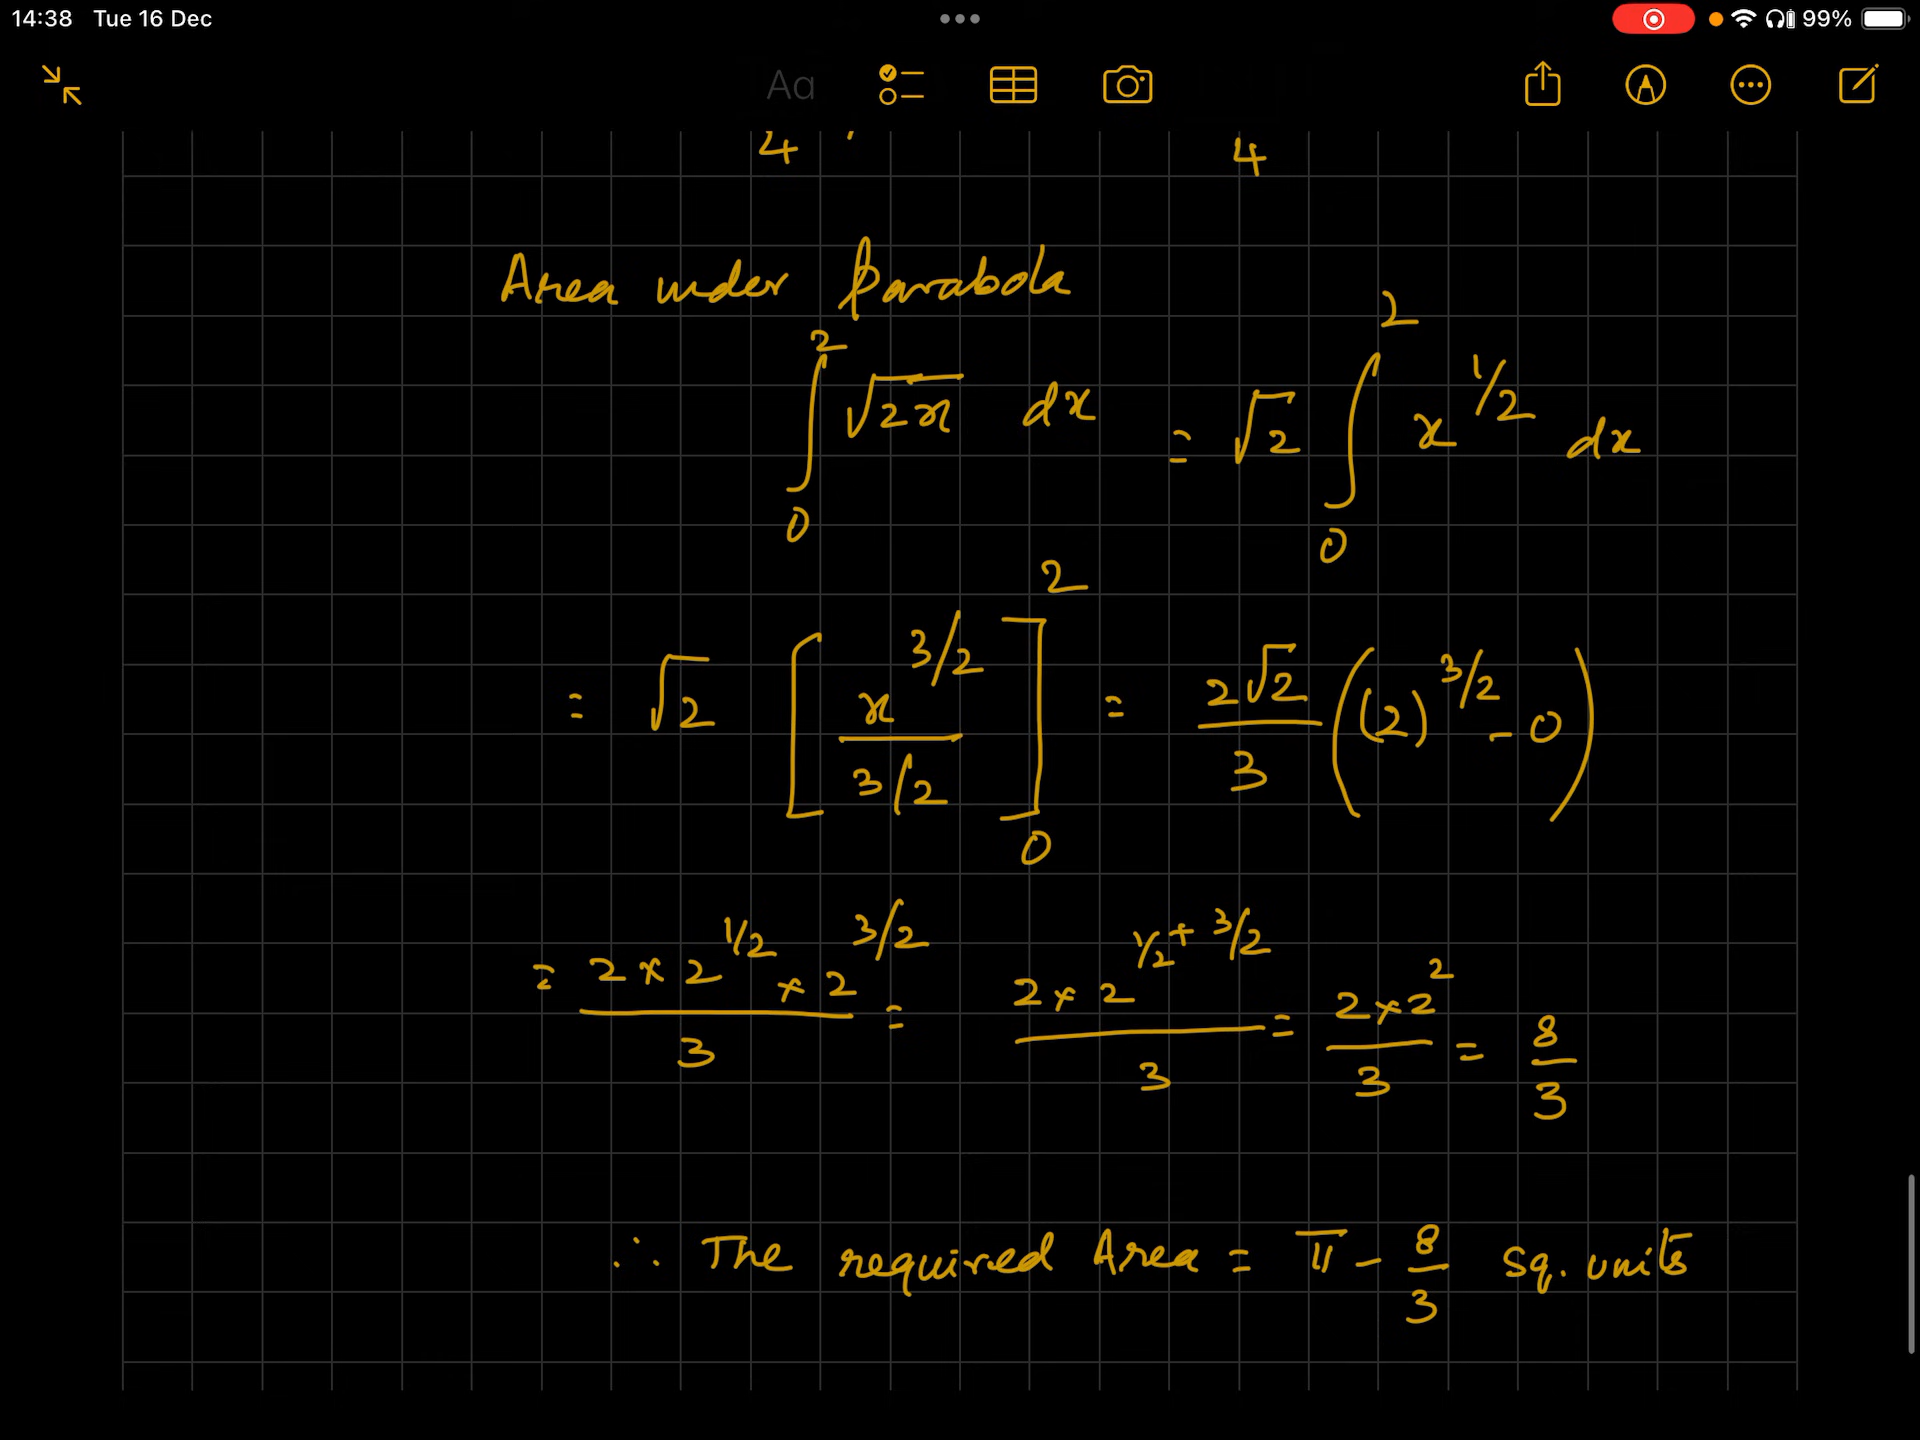 14:38 Tue 16 Dec 99%
Aa
4 4
Area under parabola
∫₀² √2x dx = √2 ∫₀² x^1/2 dx
= √2 [x^3/2 / 3/2]₀² = 2√2/3 ((2)^3/2 - 0)
= 2 × 2^1/2 × 2^3/2 / 3 = 2 × 2^1/2 + 3/2 / 3 = 2 × 2² / 3 = 8/3
∴ The required Area = π - 8/3 sq. units